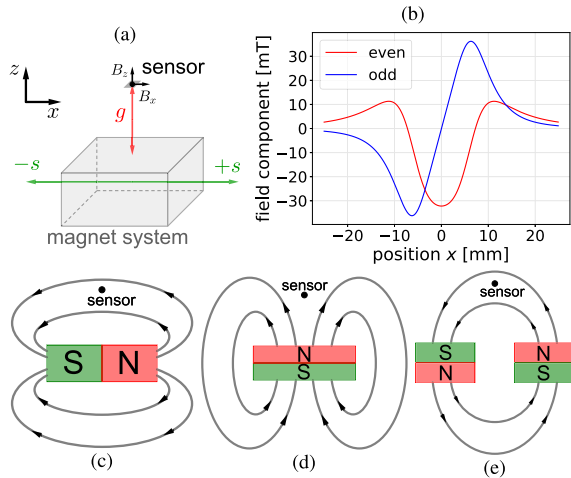 (a)
sensor
z
x
B_z
B_x
g
−s
+s
magnet system
(b)
field component [mT]
30
20
10
0
−10
−20
−30
even
odd
−20 −10 0 10 20
position x [mm]
sensor
S N
(c)
sensor
N
S
(d)
sensor
S N
N S
(e)